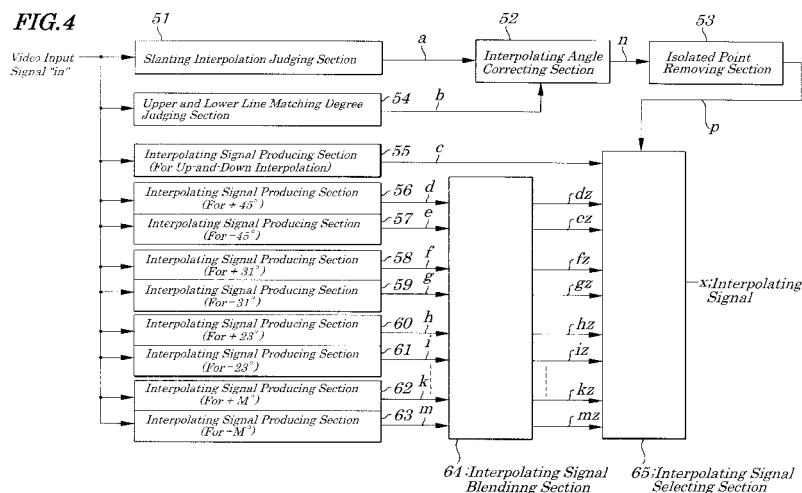 FIG.4
51
52
53
Video Input
Signal "in"
Slanting Interpolation Judging Section
a
Interpolating Angle
Correcting Section
n
Isolated Point
Removing Section
p
Upper and Lower Line Matching Degree
Judging Section
54
b
Interpolating Signal Producing Section
(For Up-and-Down Interpolation)
55
c
Interpolating Signal Producing Section
(For +45°)
56
d
dz
Interpolating Signal Producing Section
(For -45°)
57
e
ez
Interpolating Signal Producing Section
(For +31°)
58
f
fz
Interpolating Signal Producing Section
(For -31°)
59
g
gz
x;Interpolating
Signal
Interpolating Signal Producing Section
(For +23°)
60
h
hz
Interpolating Signal Producing Section
(For -23°)
61
i
iz
Interpolating Signal Producing Section
(For +M°)
62
k
kz
Interpolating Signal Producing Section
(For -M°)
63
m
mz
64;Interpolating Signal
Blendinng Section
65;Interpolating Signal
Selecting Section